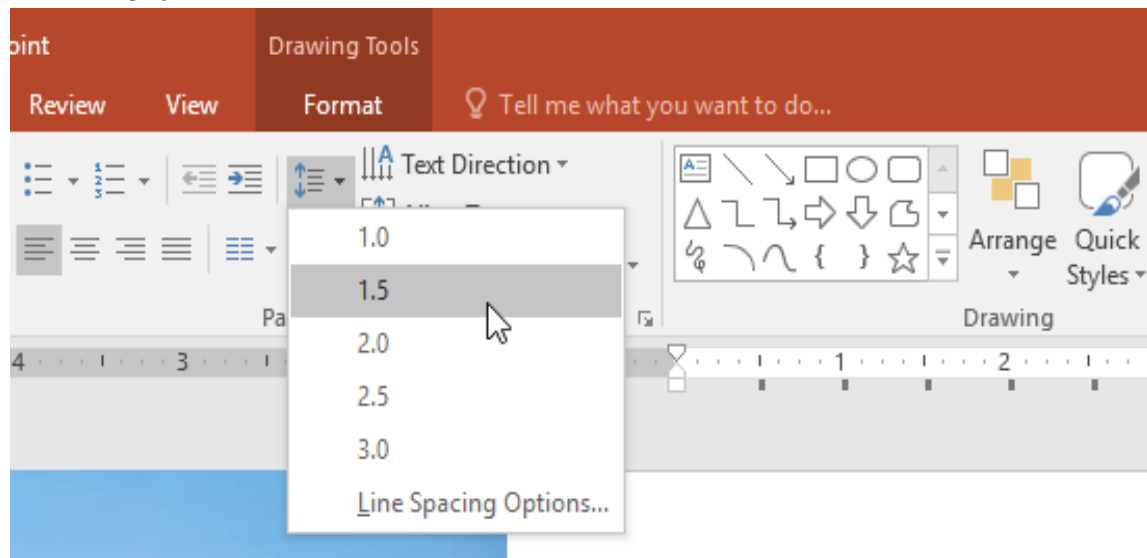 oint Drawing Tools
Review View Format Tell me what you want to do...
Text Direction
1.0
1.5
2.0
2.5
3.0
Line Spacing Options...
Pa
Arrange
Quick
Styles
Drawing
4 3 1 2